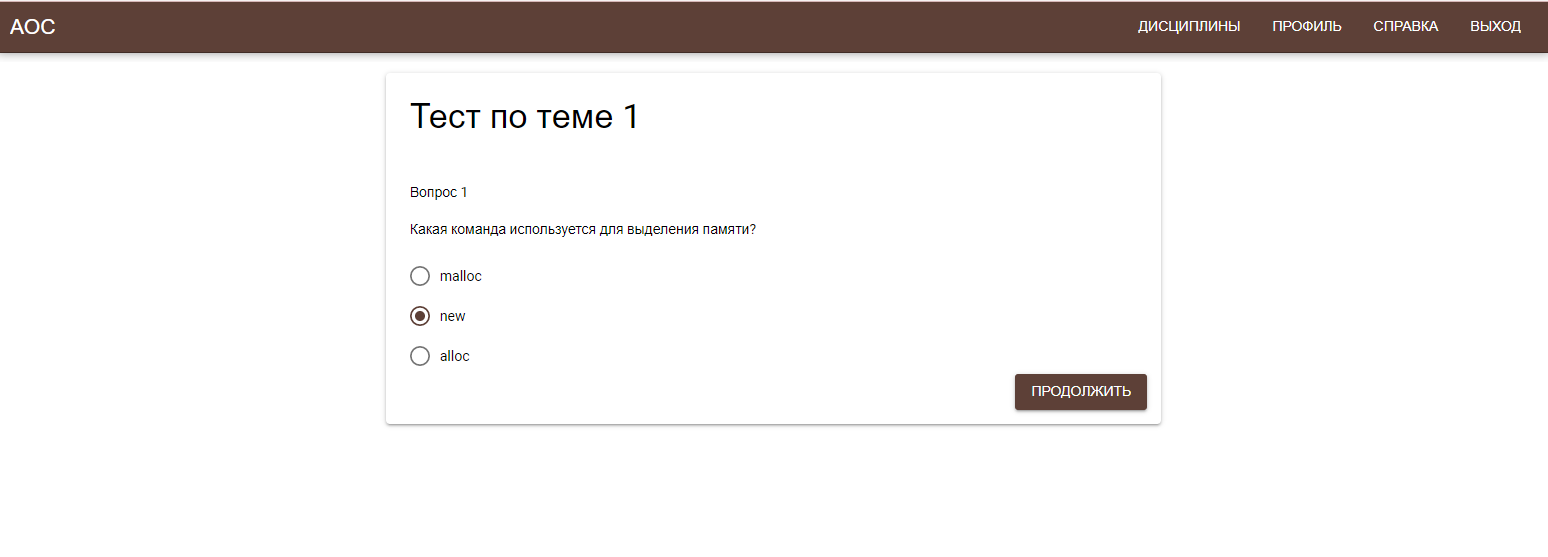 АОС
ДИСЦИПЛИНЫ ПРОФИЛЬ СПРАВКА ВЫХОД
Тест по теме 1
Вопрос 1
Какая команда используется для выделения памяти?
malloc
new
alloc
ПРОДОЛЖИТЬ